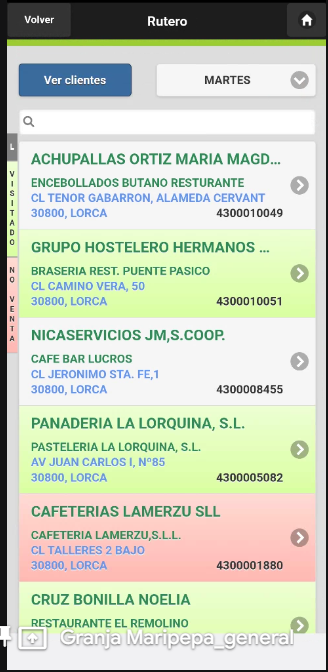 Volver
Rutero
Ver clientes
MARTES
L
VISITADO
NO VENTA
ACHUPALLAS ORTIZ MARIA MAGD...
ENCEBOLLADOS BUTANO RESTURANTE
CL TENOR GABARRON, ALAMEDA CERVANT
30800, LORCA 4300010049
GRUPO HOSTELERO HERMANOS ...
BRASERIA REST. PUENTE PASICO
CL CAMINO VERA, 50
30800, LORCA 4300010051
NICASERVICIOS JM,S.COOP.
CAFE BAR LUCROS
CL JERONIMO STA. FE,1
30800, LORCA 4300008455
PANADERIA LA LORQUINA, S.L.
PASTELERIA LA LORQUINA, S.L.
AV JUAN CARLOS I, Nº85
30800, LORCA 4300005082
CAFETERIAS LAMERZU SLL
CAFETERIA LAMERZU,S.L.L.
CL TALLERES 2 BAJO
30800, LORCA 4300001880
CRUZ BONILLA NOELIA
RESTAURANTE EL REMOLINO
Granja Maripepa_general